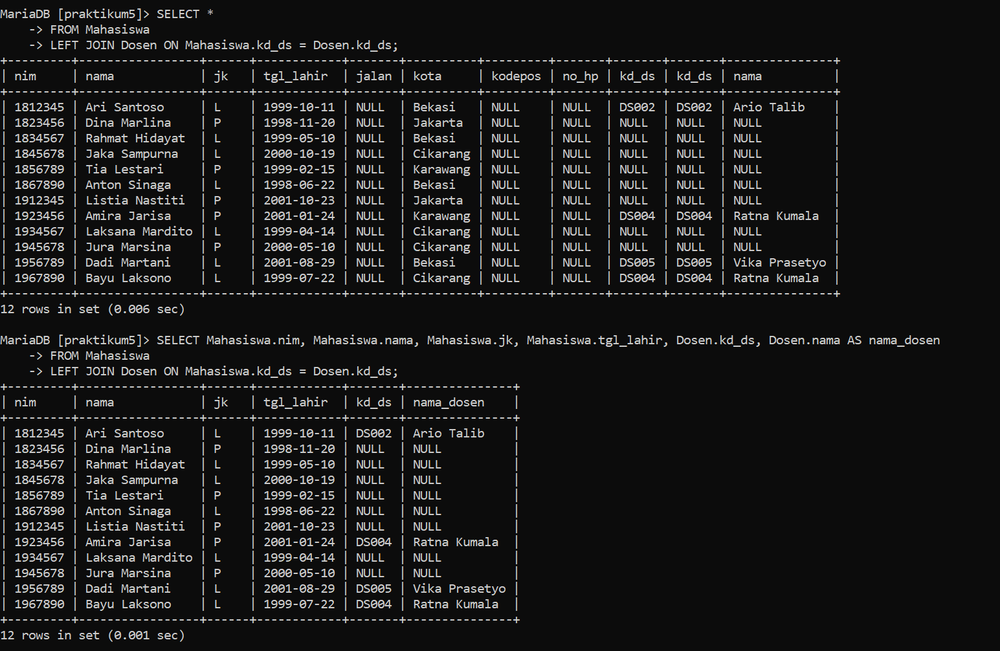 MariaDB [praktikum5]> SELECT *
    -> FROM Mahasiswa
    -> LEFT JOIN Dosen ON Mahasiswa.kd_ds = Dosen.kd_ds;
+---------+-----------------+------+------------+-------+----------+---------+-------+-------+-------+---------------+
| nim     | nama            | jk   | tgl_lahir  | jalan | kota     | kodepos | no_hp | kd_ds | kd_ds | nama          |
+---------+-----------------+------+------------+-------+----------+---------+-------+-------+-------+---------------+
| 1812345 | Ari Santoso     | L    | 1999-10-11 | NULL  | Bekasi   | NULL    | NULL  | DS002 | DS002 | Ario Talib    |
| 1823456 | Dina Marlina    | P    | 1998-11-20 | NULL  | Jakarta  | NULL    | NULL  | NULL  | NULL  | NULL          |
| 1834567 | Rahmat Hidayat  | L    | 1999-05-10 | NULL  | Bekasi   | NULL    | NULL  | NULL  | NULL  | NULL          |
| 1845678 | Jaka Sampurna   | L    | 2000-10-19 | NULL  | Cikarang | NULL    | NULL  | NULL  | NULL  | NULL          |
| 1856789 | Tia Lestari     | P    | 1999-02-15 | NULL  | Karawang | NULL    | NULL  | NULL  | NULL  | NULL          |
| 1867890 | Anton Sinaga    | L    | 1998-06-22 | NULL  | Bekasi   | NULL    | NULL  | NULL  | NULL  | NULL          |
| 1912345 | Listia Nastiti  | P    | 2001-10-23 | NULL  | Jakarta  | NULL    | NULL  | NULL  | NULL  | NULL          |
| 1923456 | Amira Jarisa    | P    | 2001-01-24 | NULL  | Karawang | NULL    | NULL  | DS004 | DS004 | Ratna Kumala  |
| 1934567 | Laksana Mardito | L    | 1999-04-14 | NULL  | Cikarang | NULL    | NULL  | NULL  | NULL  | NULL          |
| 1945678 | Jura Marsina    | P    | 2000-05-10 | NULL  | Cikarang | NULL    | NULL  | NULL  | NULL  | NULL          |
| 1956789 | Dadi Martani    | L    | 2001-08-29 | NULL  | Bekasi   | NULL    | NULL  | DS005 | DS005 | Vika Prasetyo |
| 1967890 | Bayu Laksono    | L    | 1999-07-22 | NULL  | Cikarang | NULL    | NULL  | DS004 | DS004 | Ratna Kumala  |
+---------+-----------------+------+------------+-------+----------+---------+-------+-------+-------+---------------+
12 rows in set (0.006 sec)

MariaDB [praktikum5]> SELECT Mahasiswa.nim, Mahasiswa.nama, Mahasiswa.jk, Mahasiswa.tgl_lahir, Dosen.kd_ds, Dosen.nama AS nama_dosen
    -> FROM Mahasiswa
    -> LEFT JOIN Dosen ON Mahasiswa.kd_ds = Dosen.kd_ds;
+---------+-----------------+------+------------+-------+---------------+
| nim     | nama            | jk   | tgl_lahir  | kd_ds | nama_dosen    |
+---------+-----------------+------+------------+-------+---------------+
| 1812345 | Ari Santoso     | L    | 1999-10-11 | DS002 | Ario Talib    |
| 1823456 | Dina Marlina    | P    | 1998-11-20 | NULL  | NULL          |
| 1834567 | Rahmat Hidayat  | L    | 1999-05-10 | NULL  | NULL          |
| 1845678 | Jaka Sampurna   | L    | 2000-10-19 | NULL  | NULL          |
| 1856789 | Tia Lestari     | P    | 1999-02-15 | NULL  | NULL          |
| 1867890 | Anton Sinaga    | L    | 1998-06-22 | NULL  | NULL          |
| 1912345 | Listia Nastiti  | P    | 2001-10-23 | NULL  | NULL          |
| 1923456 | Amira Jarisa    | P    | 2001-01-24 | DS004 | Ratna Kumala  |
| 1934567 | Laksana Mardito | L    | 1999-04-14 | NULL  | NULL          |
| 1945678 | Jura Marsina    | P    | 2000-05-10 | NULL  | NULL          |
| 1956789 | Dadi Martani    | L    | 2001-08-29 | DS005 | Vika Prasetyo |
| 1967890 | Bayu Laksono    | L    | 1999-07-22 | DS004 | Ratna Kumala  |
+---------+-----------------+------+------------+-------+---------------+
12 rows in set (0.001 sec)